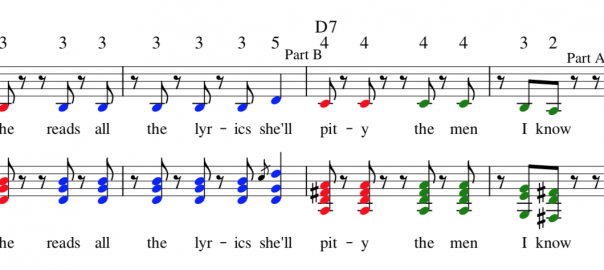 D7
3 3 3 3 3 3 5 Part B 4 4 4 4 3 2 Part A
he reads all the lyr – ics she'll pit – y the men I know
he reads all the lyr – ics she'll pit – y the men I know